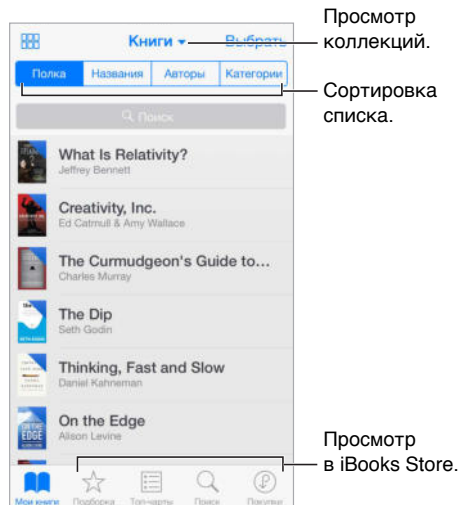 Просмотр
коллекций.
Книги
Выбрать
Полка Названия Авторы Категории
Сортировка
списка.
Поиск
What Is Relativity?
Jeffrey Bennett
Creativity, Inc.
Ed Catmull & Amy Wallace
The Curmudgeon's Guide to…
Charles Murray
The Dip
Seth Godin
Thinking, Fast and Slow
Daniel Kahneman
On the Edge
Alison Levine
Просмотр
в iBooks Store.
Мои книги Подборка Топ-чарты Поиск Покупки